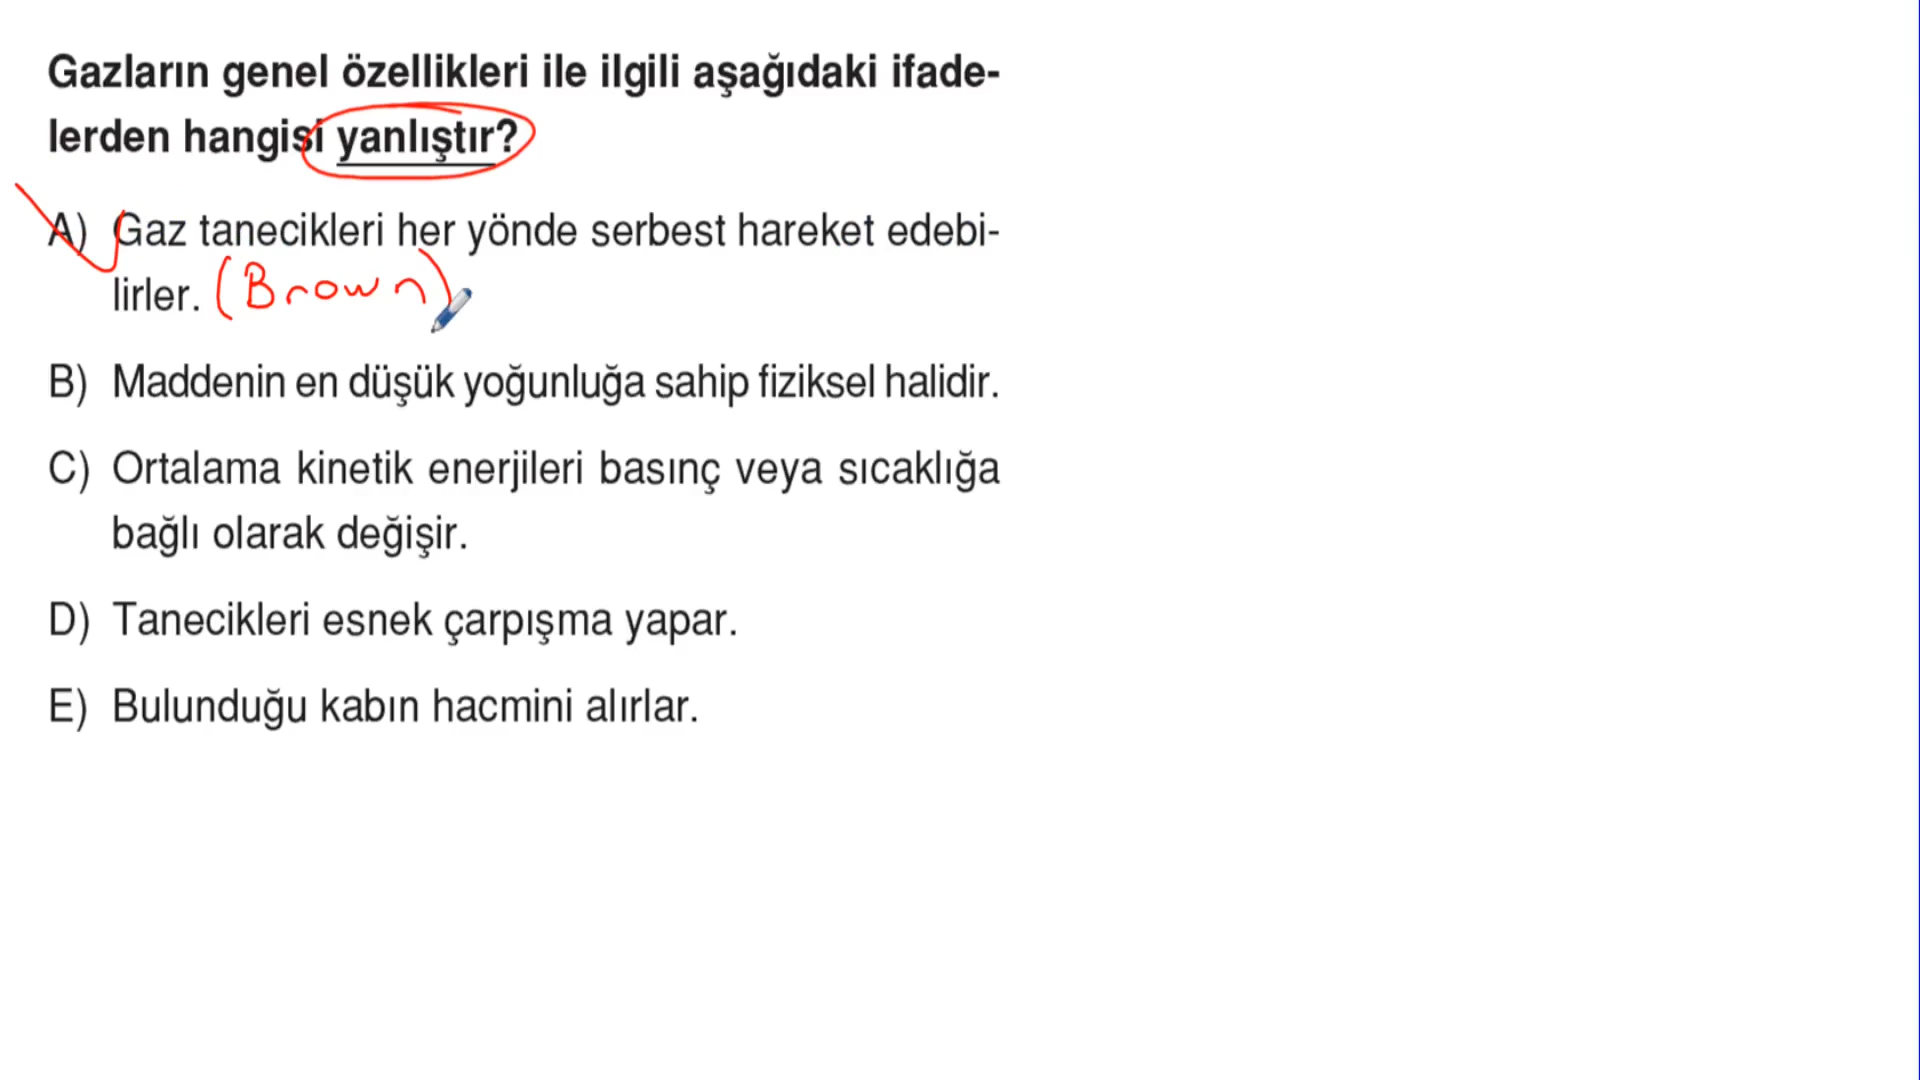 Gazların genel özellikleri ile ilgili aşağıdaki ifade-
lerden hangisi yanlıştır?
A) Gaz tanecikleri her yönde serbest hareket edebi-
lirler. (Brown)
B) Maddenin en düşük yoğunluğa sahip fiziksel halidir.
C) Ortalama kinetik enerjileri basınç veya sıcaklığa
bağlı olarak değişir.
D) Tanecikleri esnek çarpışma yapar.
E) Bulunduğu kabın hacmini alırlar.